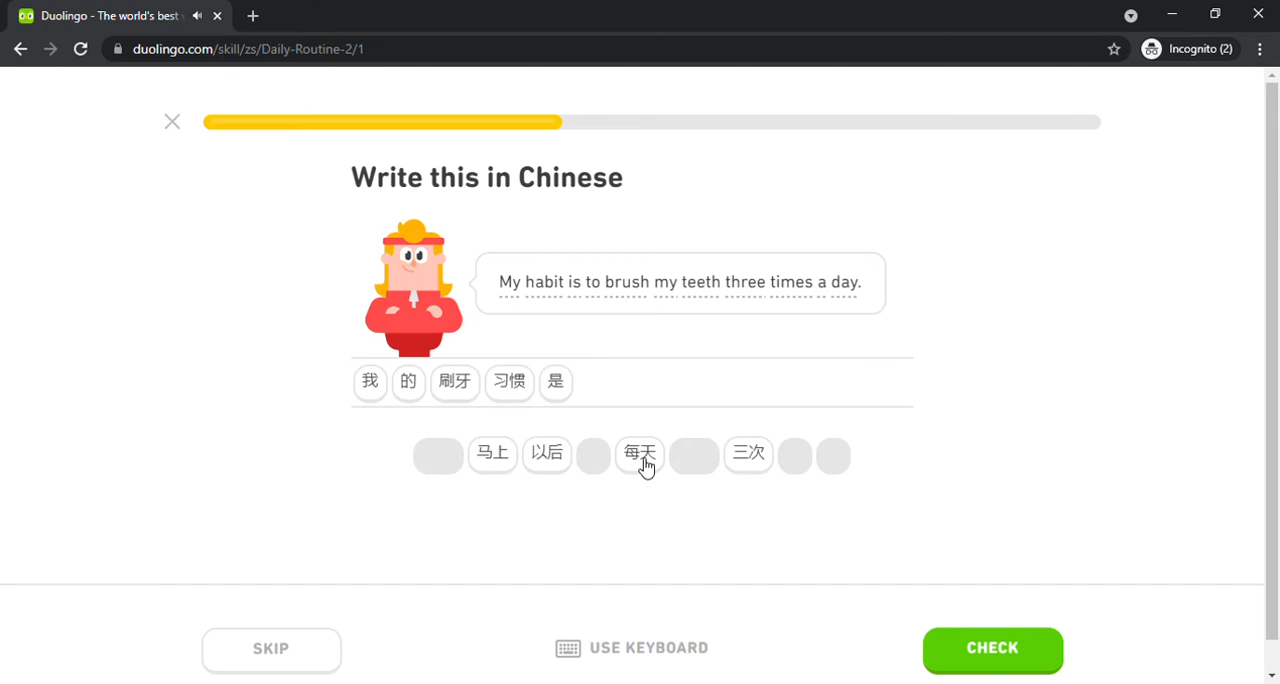 Duolingo - The world's best
duolingo.com/skill/zs/Daily-Routine-2/1
Incognito (2)
Write this in Chinese
My habit is to brush my teeth three times a day.
我 的 刷牙 习惯 是
马上 以后 每天 三次
SKIP
USE KEYBOARD
CHECK